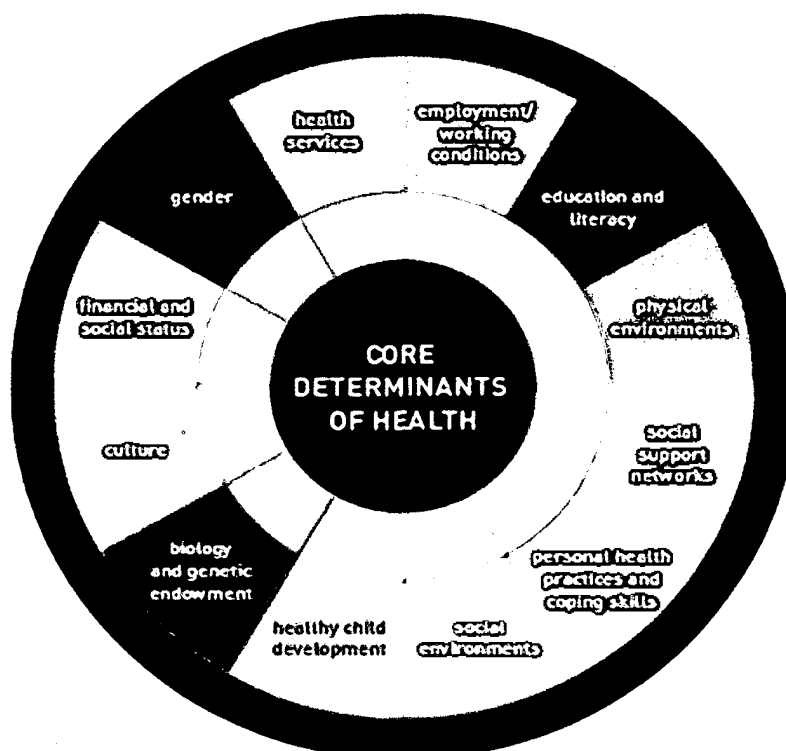 health
services
employment/
working
conditions
education and
literacy
physical
environments
social
support
networks
personal health
practices and
coping skills
social
environments
healthy child
development
biology
and genetic
endowment
culture
financial and
social status
gender
CORE
DETERMINANTS
OF HEALTH